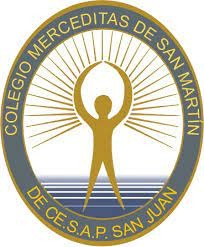 COLEGIO MERCEDITAS DE SAN MARTÍN
DE CE.S.A.P. SAN JUAN